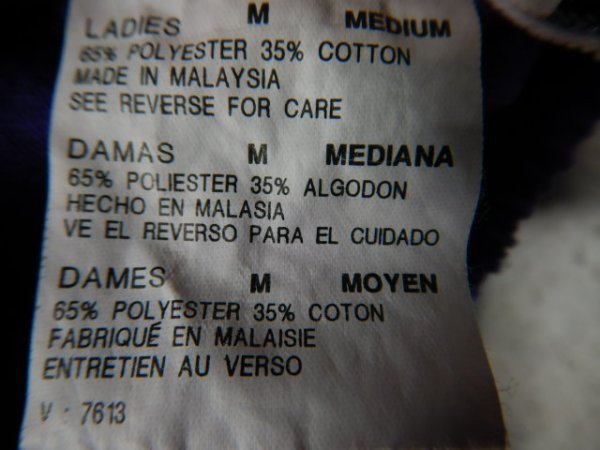 LADIES M MEDIUM
65% POLYESTER 35% COTTON
MADE IN MALAYSIA
SEE REVERSE FOR CARE
DAMAS M MEDIANA
65% POLIESTER 35% ALGODON
HECHO EN MALASIA
VE EL REVERSO PARA EL CUIDADO
DAMES M MOYEN
65% POLYESTER 35% COTON
FABRIQUÉ EN MALAISIE
ENTRETIEN AU VERSO
V : 7613